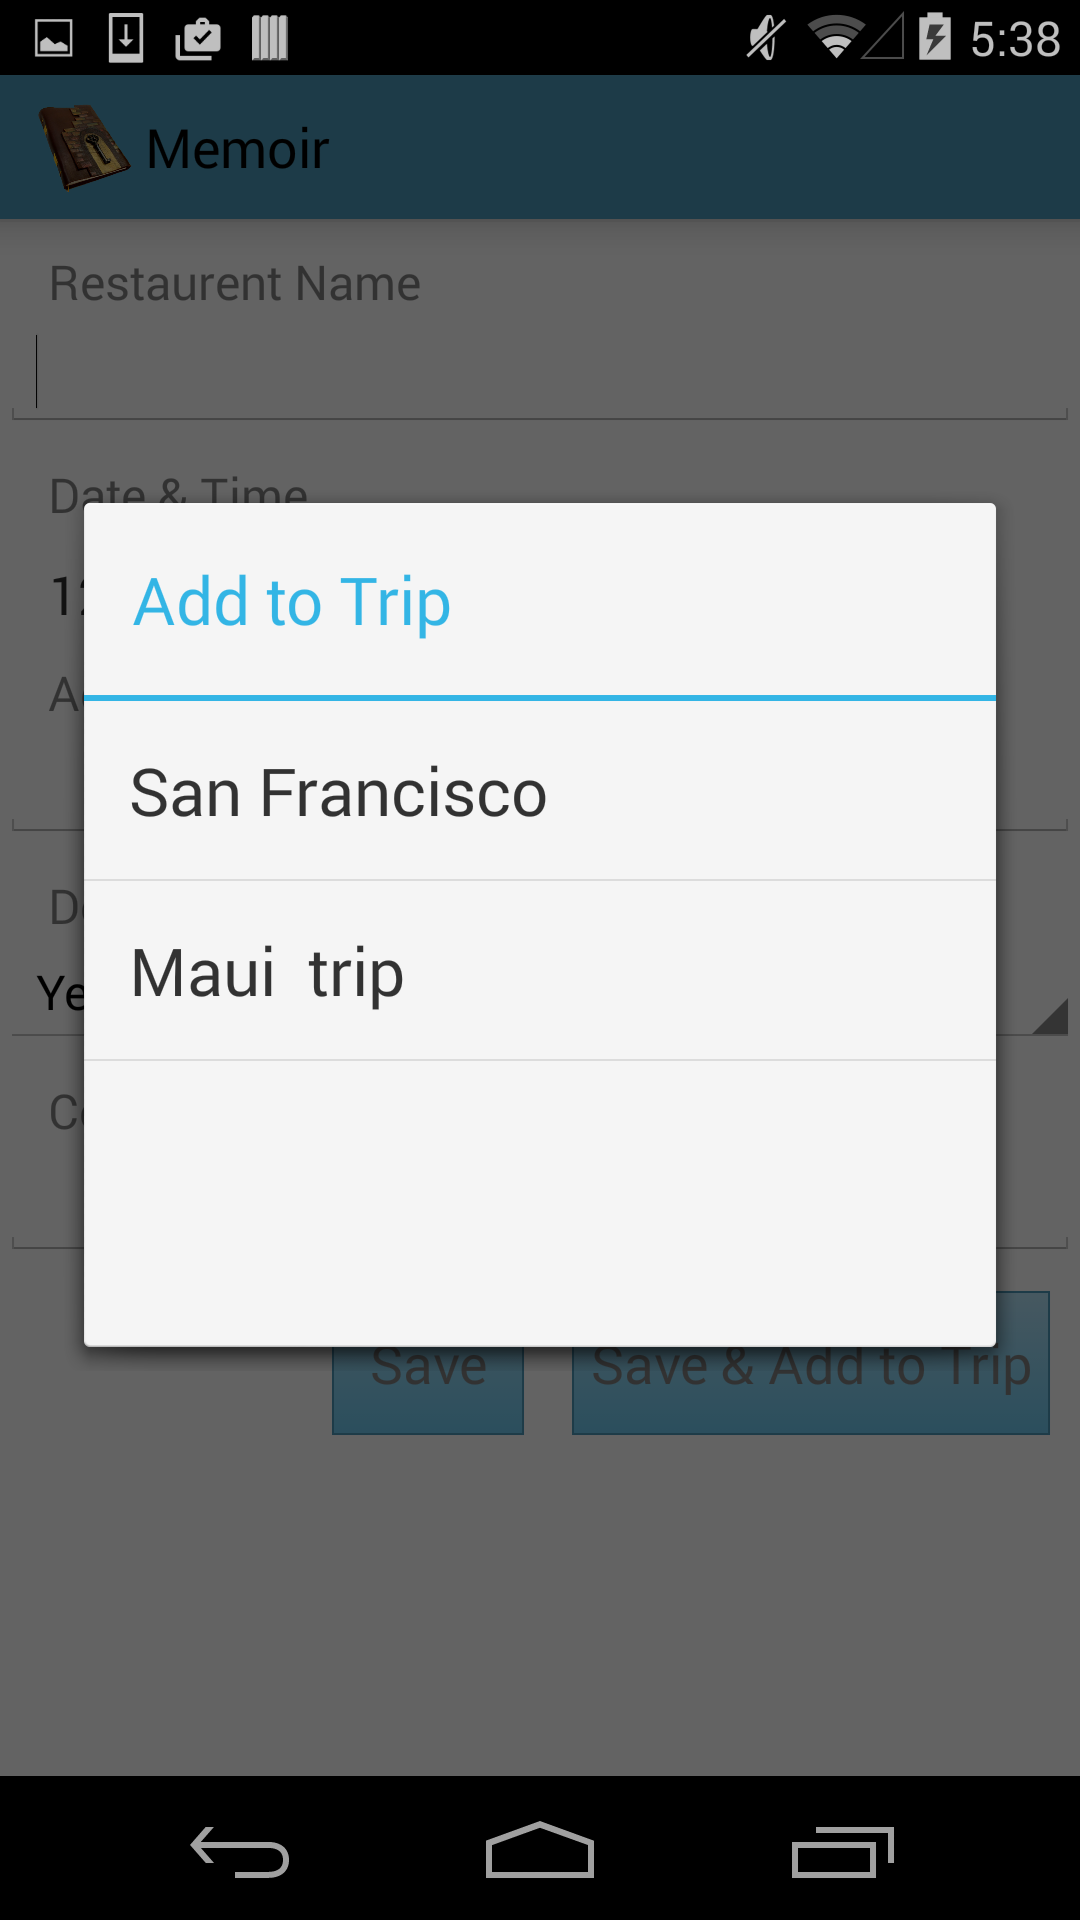 5:38
Memoir
Restaurent Name
Date & Time
Add to Trip
San Francisco
Maui  trip
Ye
Save
Save & Add to Trip